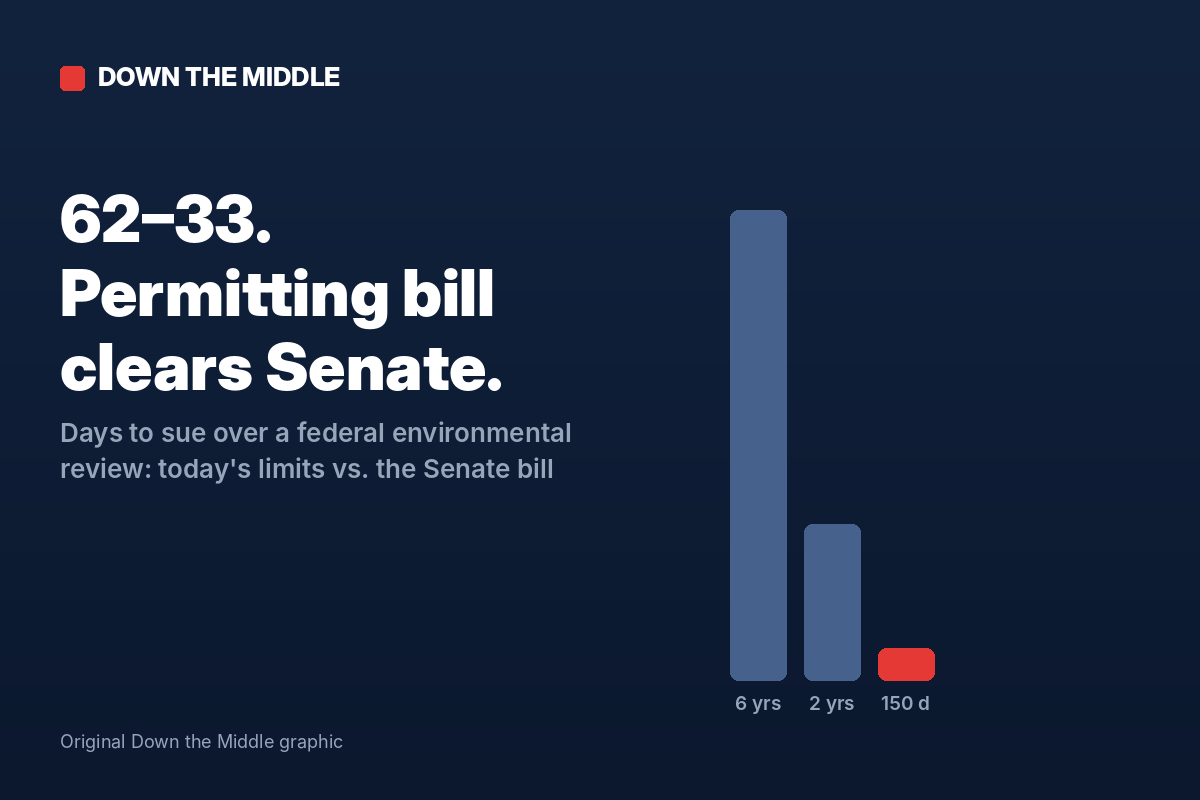 DOWN THE MIDDLE
62–33.
Permitting bill
clears Senate.
Days to sue over a federal environmental
review: today's limits vs. the Senate bill
6 yrs
2 yrs
150 d
Original Down the Middle graphic